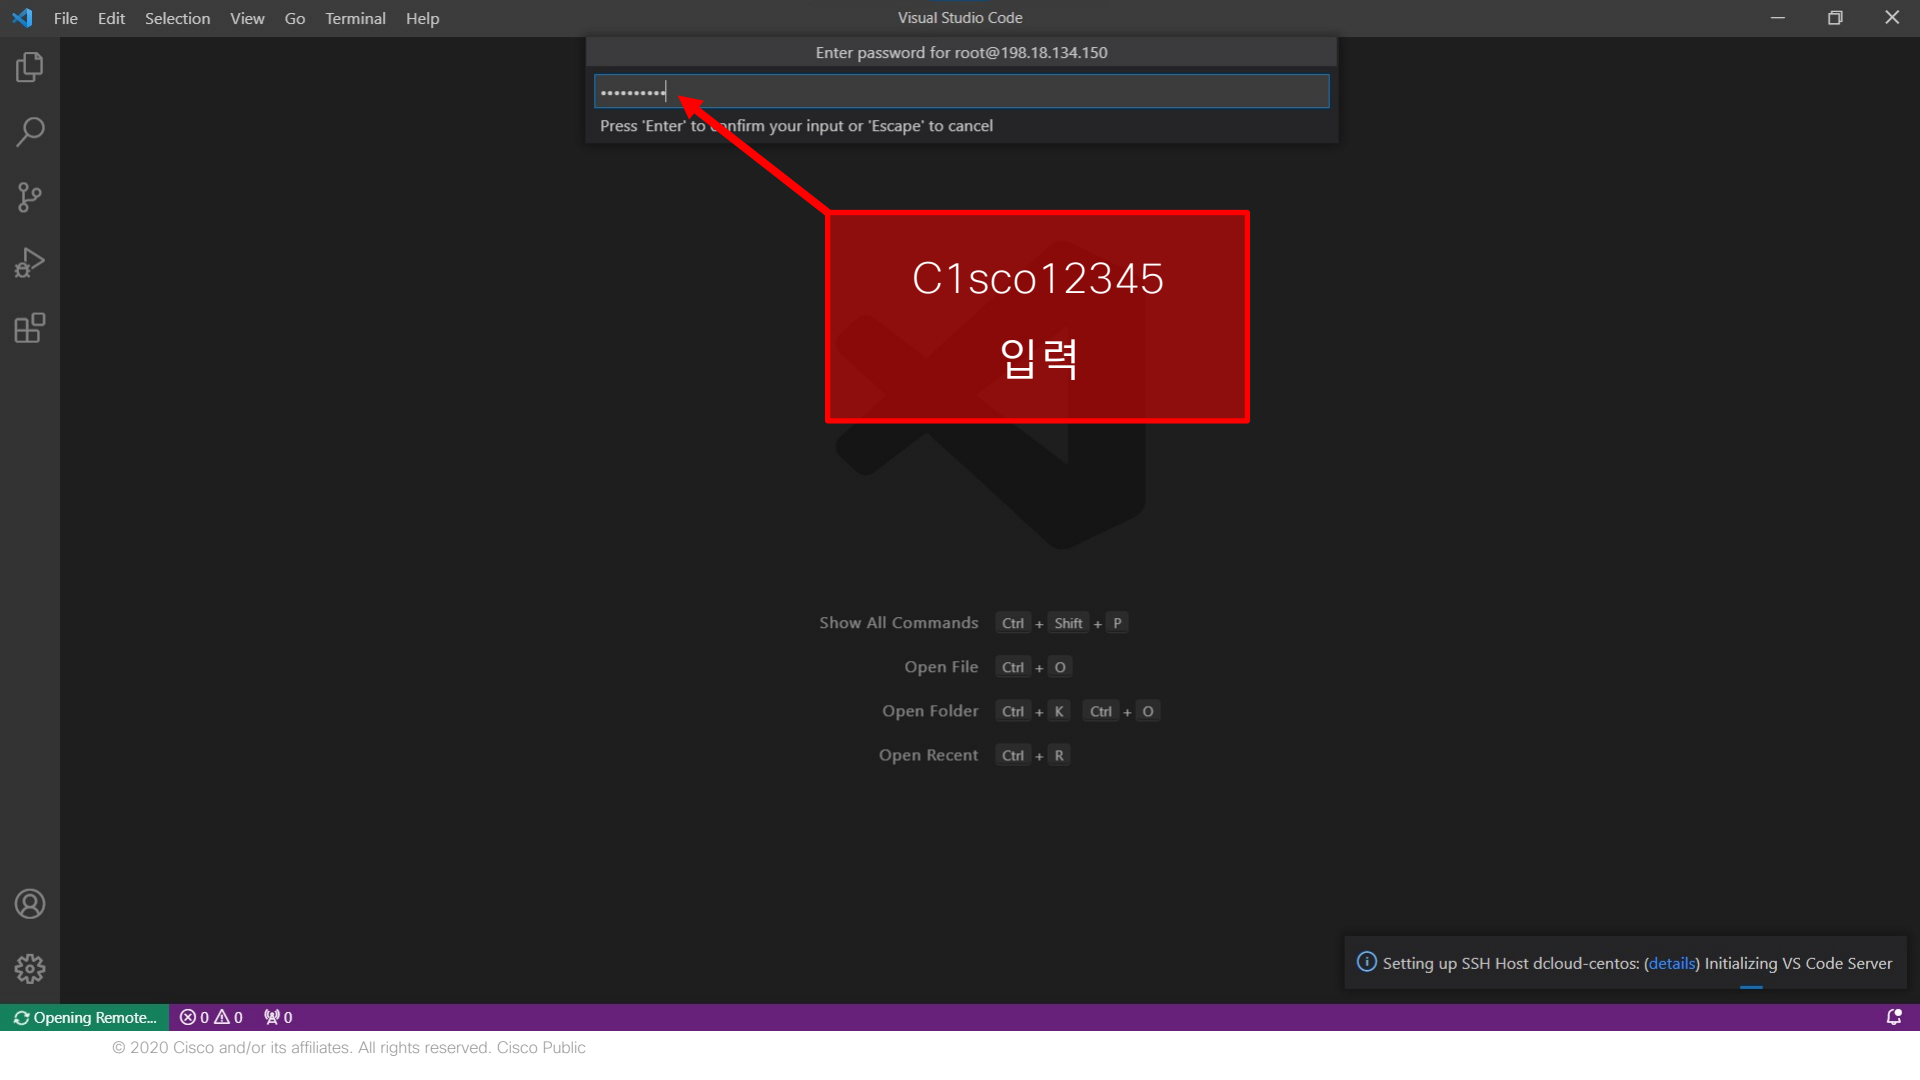 File Edit Selection View Go Terminal Help
Visual Studio Code
Enter password for root@198.18.134.150
••••••••••
Press 'Enter' to confirm your input or 'Escape' to cancel
C1sco12345
입력
Show All Commands Ctrl + Shift + P
Open File Ctrl + O
Open Folder Ctrl + K Ctrl + O
Open Recent Ctrl + R
Setting up SSH Host dcloud-centos: (details) Initializing VS Code Server
Opening Remote... 0 0 0
© 2020 Cisco and/or its affiliates. All rights reserved. Cisco Public